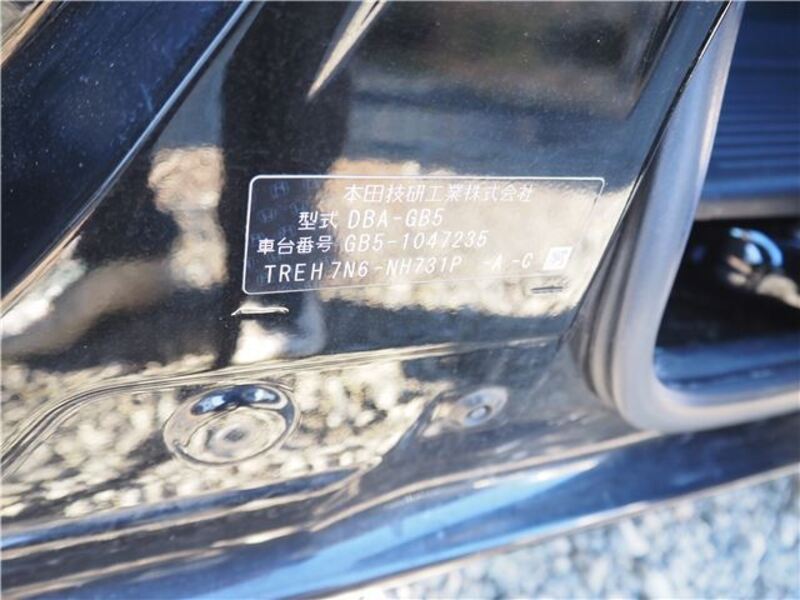 本田技研工業株式会社
型式 DBA-GB5
車台番号 GB5-1047235
TREH7N6-NH731P -A -C